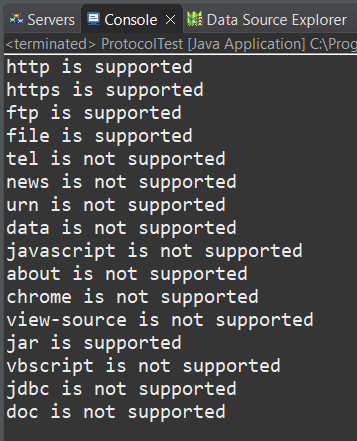 Servers Console Data Source Explorer
<terminated> ProtocolTest [Java Application] C:\Prog
http is supported
https is supported
ftp is supported
file is supported
tel is not supported
news is not supported
urn is not supported
data is not supported
javascript is not supported
about is not supported
chrome is not supported
view-source is not supported
jar is supported
vbscript is not supported
jdbc is not supported
doc is not supported